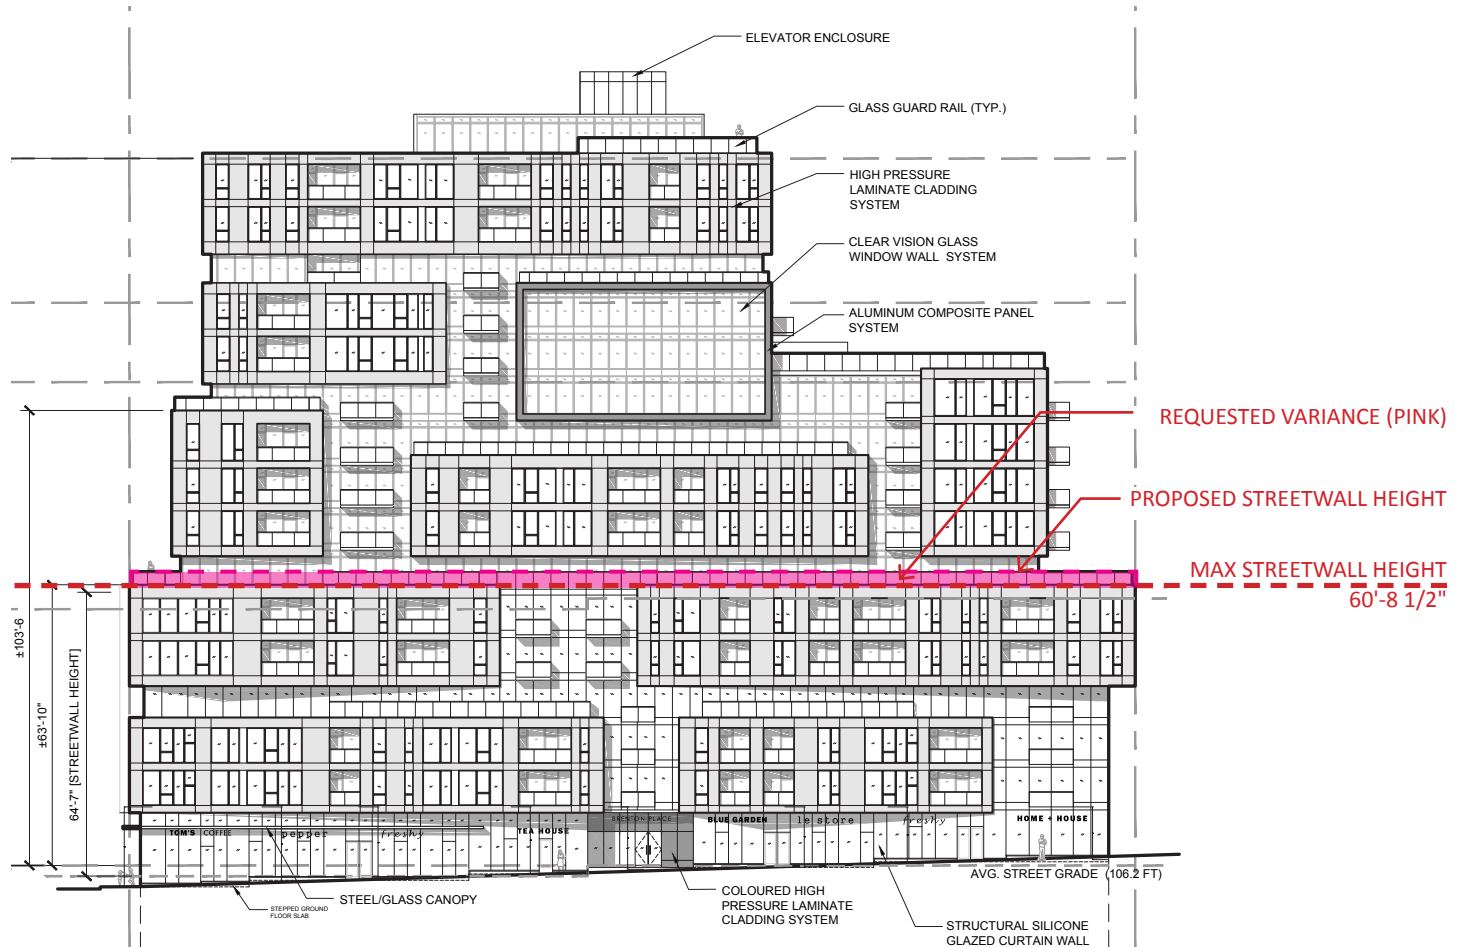 ELEVATOR ENCLOSURE
GLASS GUARD RAIL (TYP.)
HIGH PRESSURE
LAMINATE CLADDING
SYSTEM
CLEAR VISION GLASS
WINDOW WALL SYSTEM
ALUMINUM COMPOSITE PANEL
SYSTEM
REQUESTED VARIANCE (PINK)
PROPOSED STREETWALL HEIGHT
MAX STREETWALL HEIGHT
60'-8 1/2"
±103'-6
±63'-10"
64'-7" [STREETWALL HEIGHT]
TOM'S COFFEE
pepper
freshy
TEA HOUSE
BRENTON PLACE
BLUE GARDEN
le store
freshy
HOME + HOUSE
AVG. STREET GRADE (106.2 FT)
STEEL/GLASS CANOPY
STEPPED GROUND
FLOOR SLAB
COLOURED HIGH
PRESSURE LAMINATE
CLADDING SYSTEM
STRUCTURAL SILICONE
GLAZED CURTAIN WALL